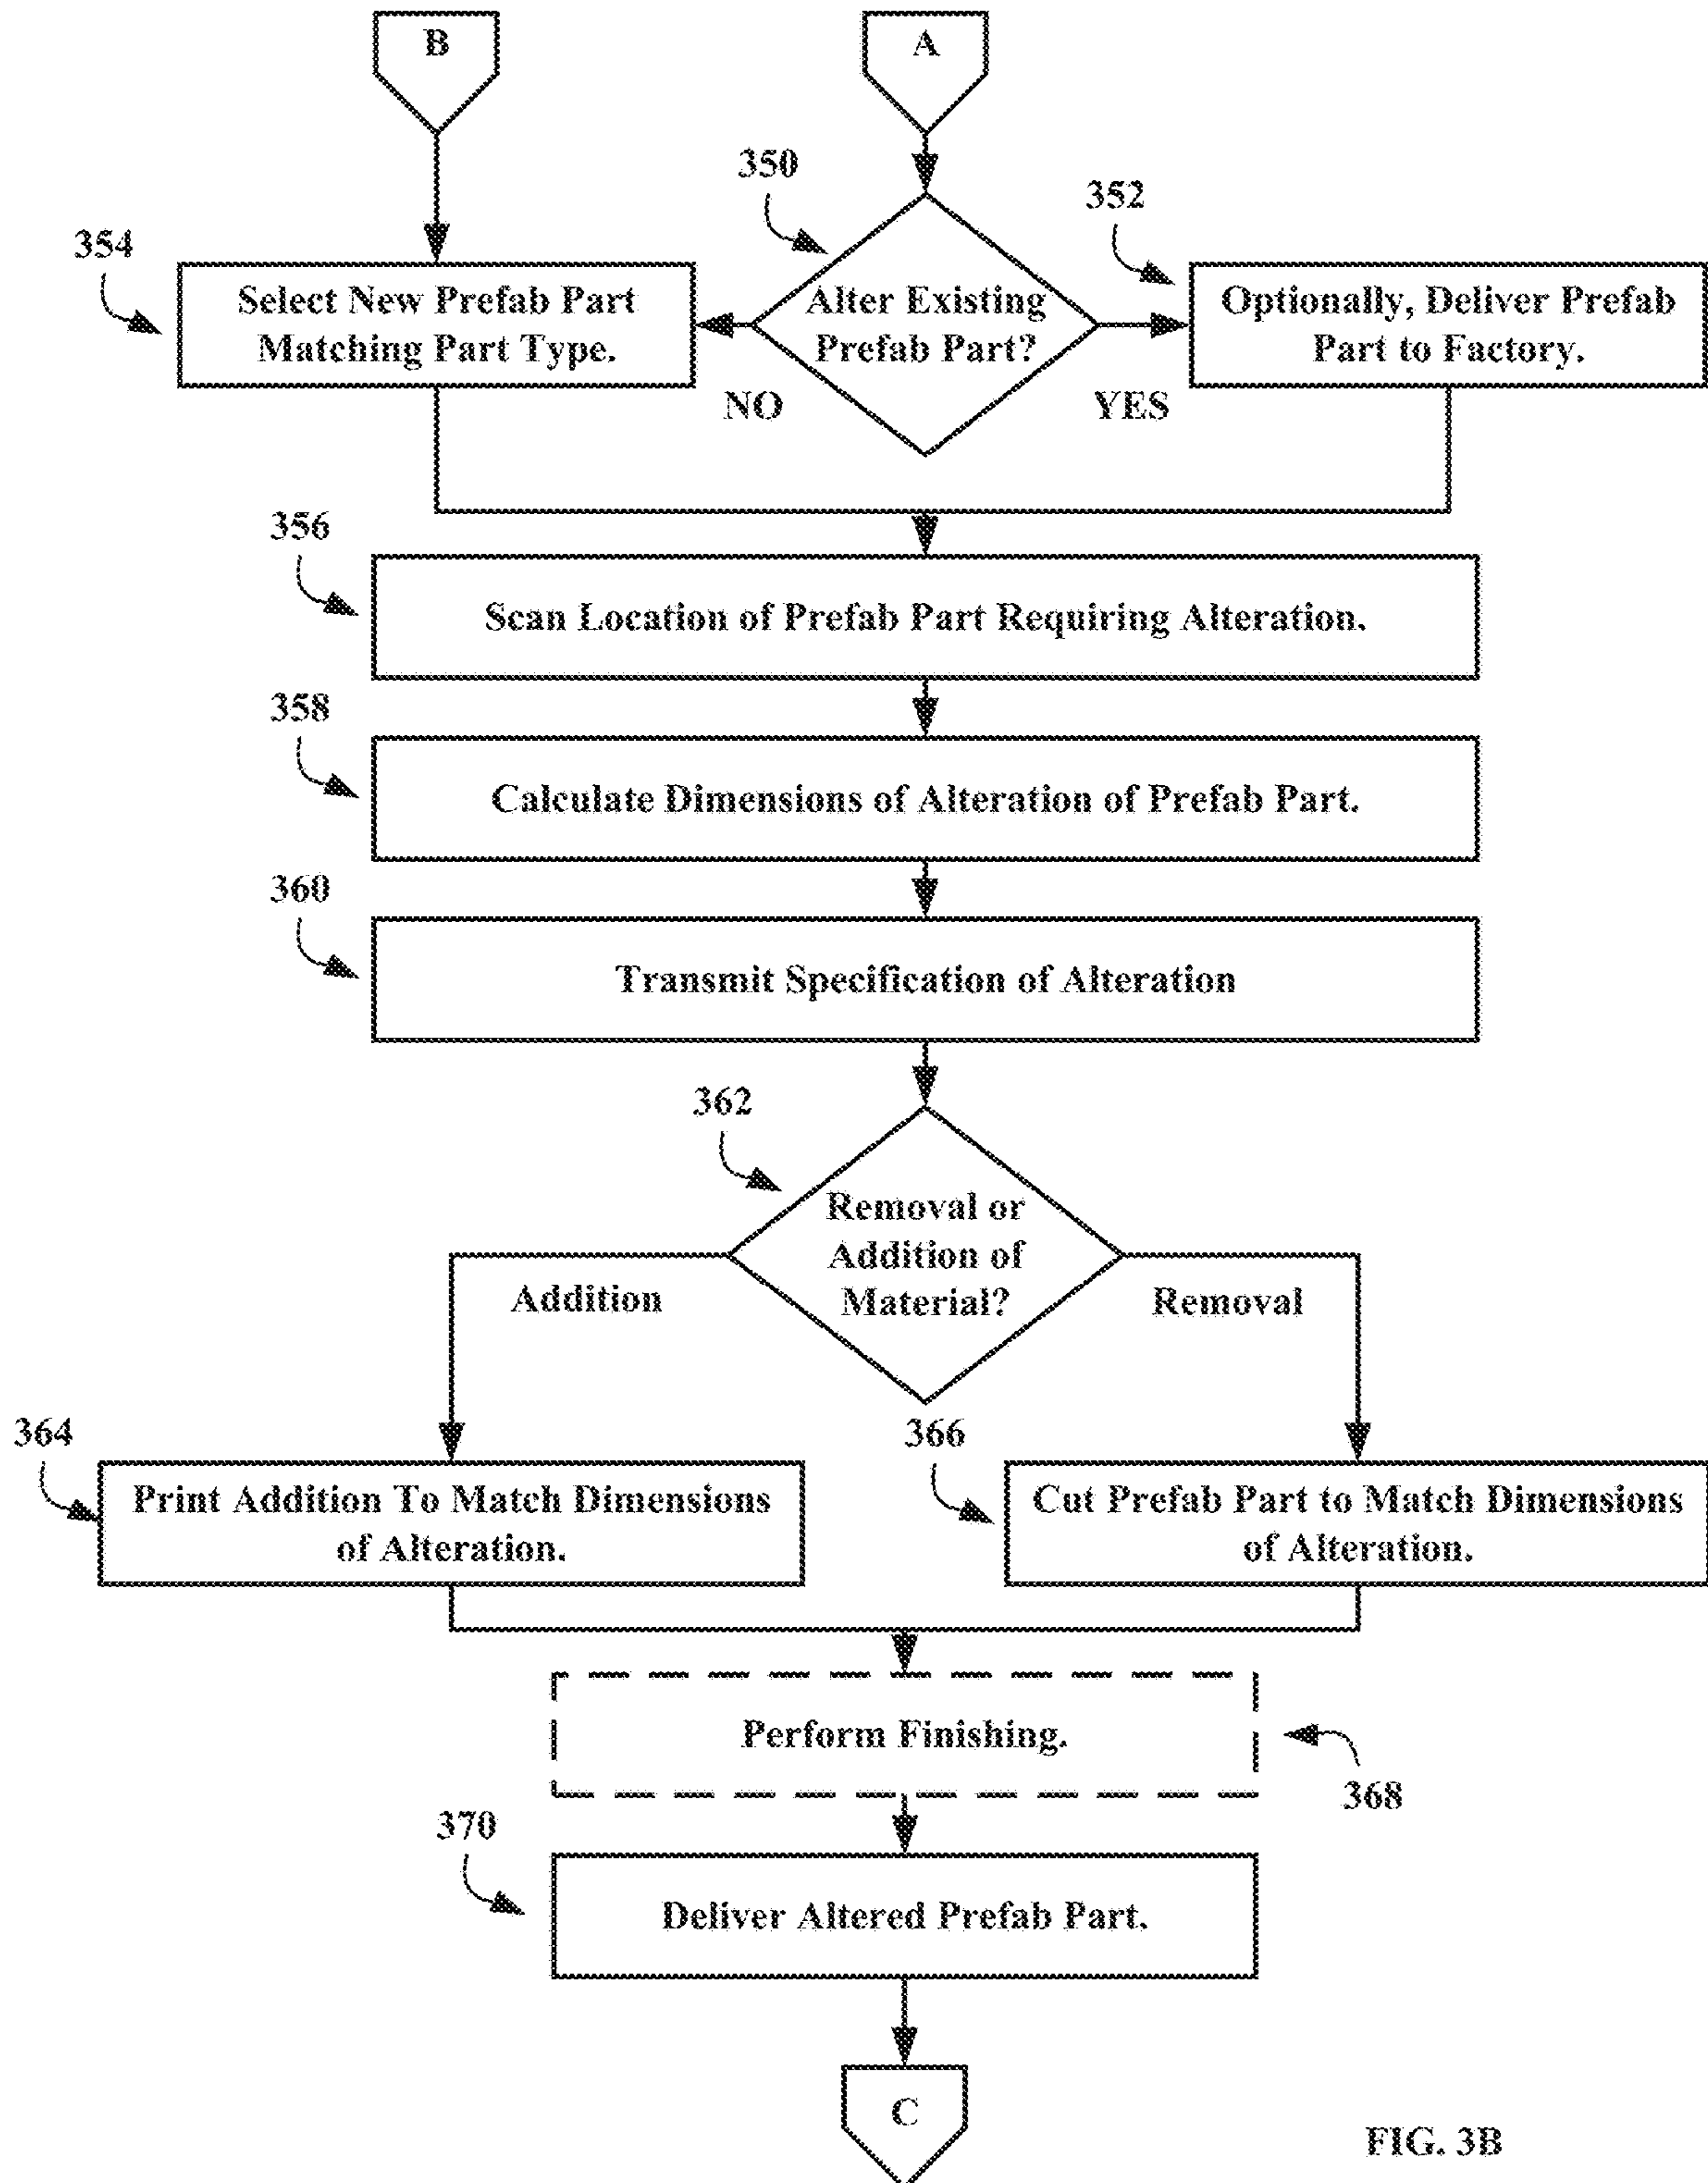 B
A
350
352
354
Select New Prefab Part
Matching Part Type.
Alter Existing
Prefab Part?
Optionally, Deliver Prefab
Part to Factory.
NO
YES
356
Scan Location of Prefab Part Requiring Alteration.
358
Calculate Dimensions of Alteration of Prefab Part.
360
Transmit Specification of Alteration
362
Removal or
Addition of
Material?
Addition
Removal
364
366
Print Addition To Match Dimensions
of Alteration.
Cut Prefab Part to Match Dimensions
of Alteration.
Perform Finishing.
368
370
Deliver Altered Prefab Part.
C
FIG. 3B